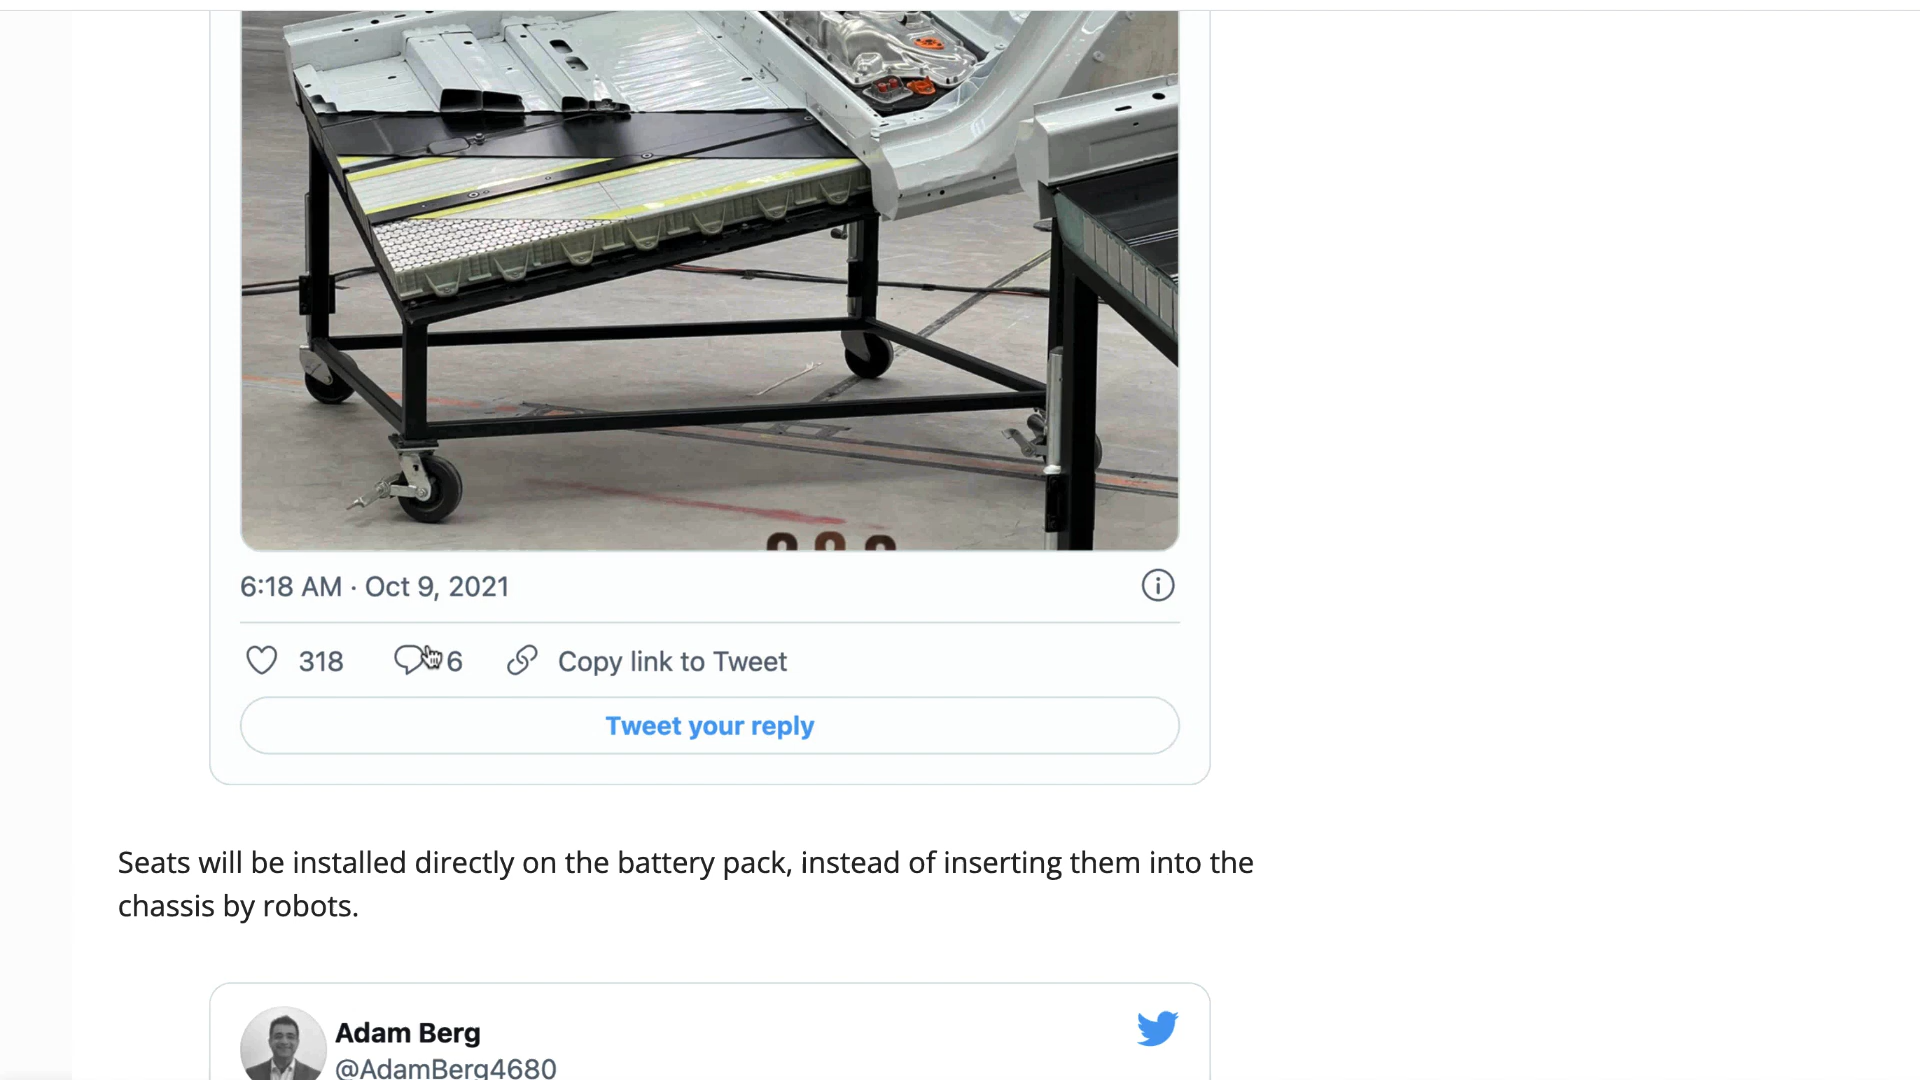 6:18 AM · Oct 9, 2021
318
6
Copy link to Tweet
Tweet your reply
Seats will be installed directly on the battery pack, instead of inserting them into the
chassis by robots.
Adam Berg
@AdamBerg4680